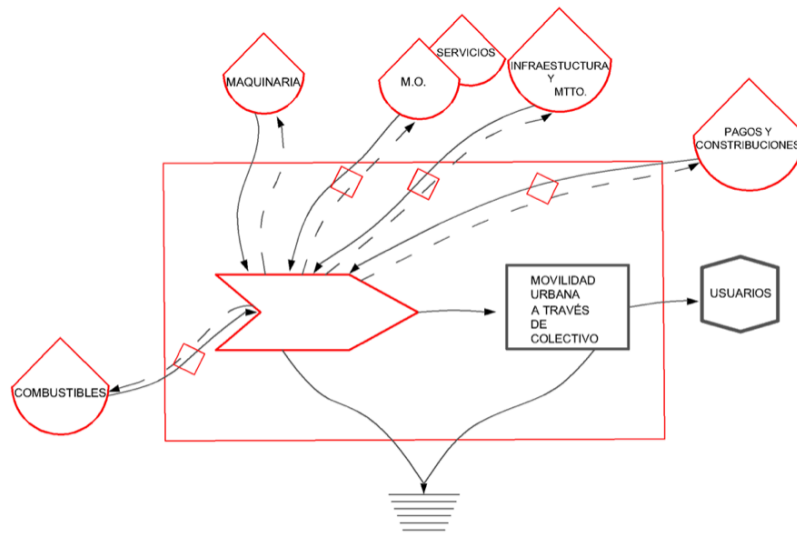 SERVICIOS
MAQUINARIA
M.O.
INFRAESTUCTURA
Y
MTTO.
PAGOS Y
CONSTRIBUCIONES
MOVILIDAD
URBANA
A TRAVÉS
DE
COLECTIVO
USUARIOS
COMBUSTIBLES